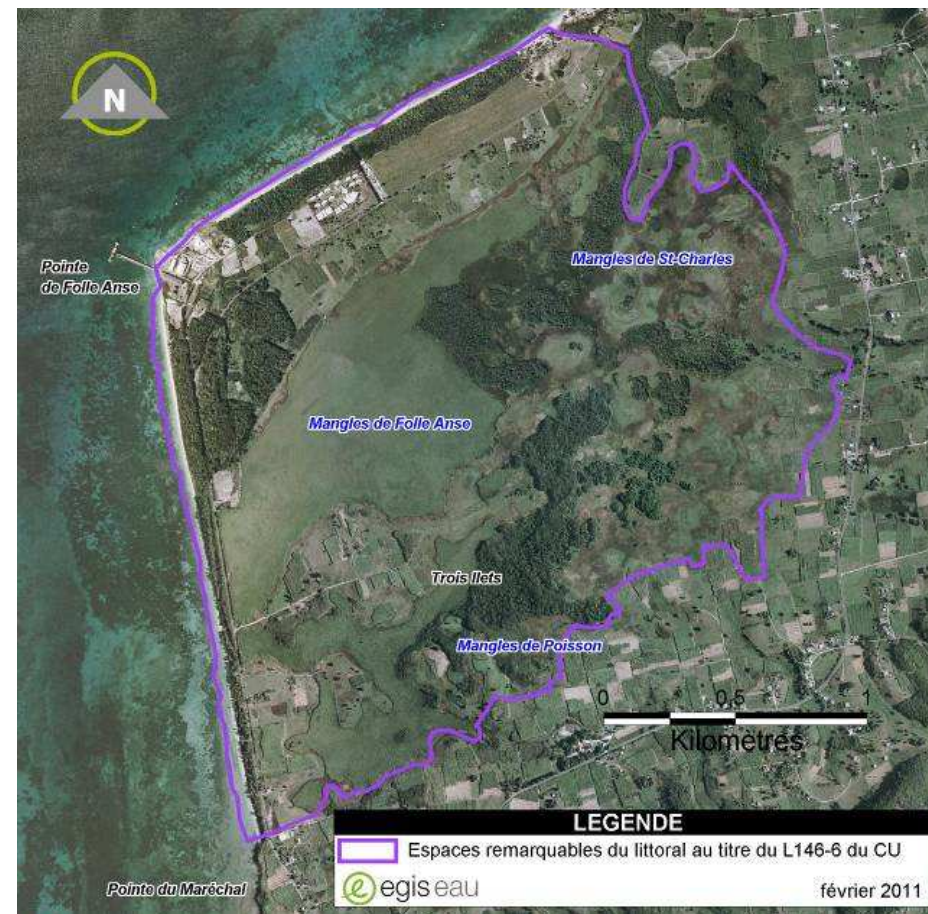 N
Mangles de St-Charles
Pointe
de Folle Anse
Mangles de Folle Anse
Trois Ilets
Mangles de Poisson
0 0,5 1
Kilomètres
LEGENDE
Espaces remarquables du littoral au titre du L146-6 du CU
egis eau
février 2011
Pointe du Maréchal